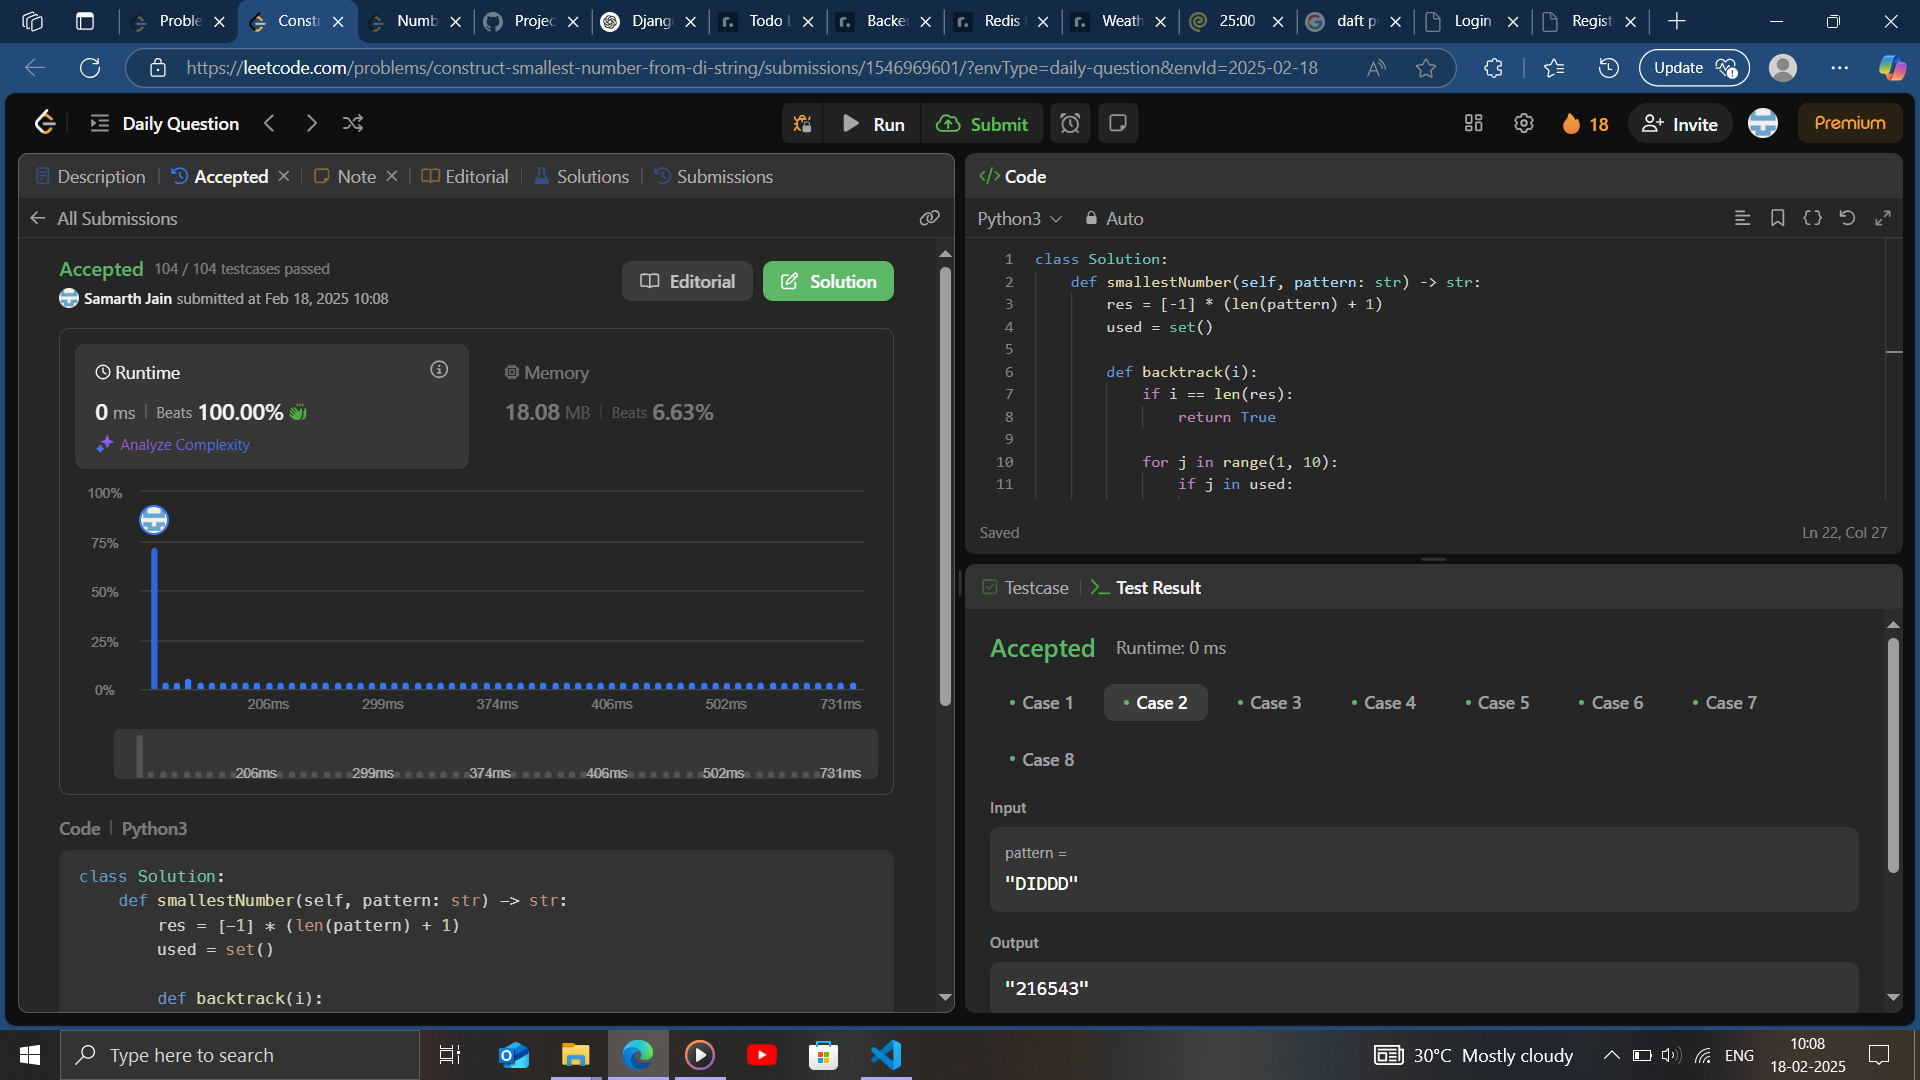 Proble
Constr
Numb
Projec
Djang
Todo L
Backer
Redis
Weath
25:00
daft p
Login
Regist
https://leetcode.com/problems/construct-smallest-number-from-di-string/submissions/1546969601/?envType=daily-question&envId=2025-02-18
Update
Daily Question
Run
Submit
18
Invite
Premium
Description
Accepted
Note
Editorial
Solutions
Submissions
All Submissions
Accepted 104 / 104 testcases passed
Samarth Jain submitted at Feb 18, 2025 10:08
Editorial
Solution
Runtime
0 ms | Beats 100.00%
Analyze Complexity
Memory
18.08 MB | Beats 6.63%
100%
75%
50%
25%
0%
206ms 299ms 374ms 406ms 502ms 731ms
206ms 299ms 374ms 406ms 502ms 731ms
Code | Python3
class Solution:
def smallestNumber(self, pattern: str) -> str:
res = [-1] * (len(pattern) + 1)
used = set()
def backtrack(i):
</> Code
Python3 Auto
1 class Solution:
2 def smallestNumber(self, pattern: str) -> str:
3 res = [-1] * (len(pattern) + 1)
4 used = set()
5
6 def backtrack(i):
7 if i == len(res):
8 return True
9
10 for j in range(1, 10):
11 if j in used:
Saved
Ln 22, Col 27
Testcase
Test Result
Accepted Runtime: 0 ms
Case 1
Case 2
Case 3
Case 4
Case 5
Case 6
Case 7
Case 8
Input
pattern =
"DIDDD"
Output
"216543"
Type here to search
30°C Mostly cloudy
ENG
10:08
18-02-2025